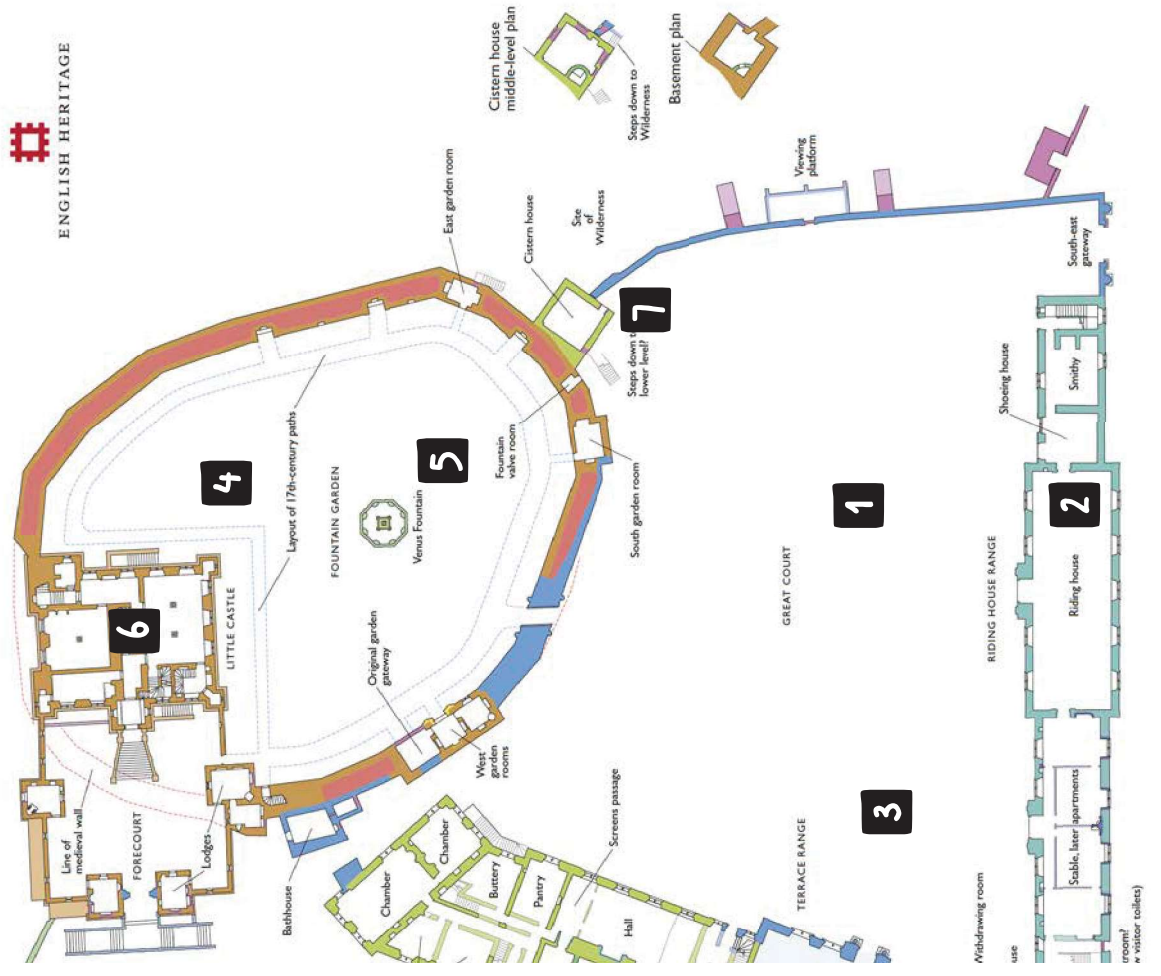 ENGLISH HERITAGE
Cistern house
middle-level plan
Steps down to
Wilderness
Basement plan
East garden room
Cistern house
Site
of
Wilderness
Viewing
platform
South-east
gateway
7
Steps down to
lower level?
Shoeing house
Smithy
4
Layout of 17th-century paths
FOUNTAIN GARDEN
5
Venus Fountain
Fountain
valve room
South garden room
GREAT COURT
1
RIDING HOUSE RANGE
Riding house
2
6
LITTLE CASTLE
Original garden
gateway
West
garden
rooms
Line of
medieval wall
FORECOURT
Lodges
Bathhouse
Chamber
Chamber
Buttery
Pantry
Screens passage
Hall
TERRACE RANGE
3
Stable, later apartments
Withdrawing room
visitor toilets)